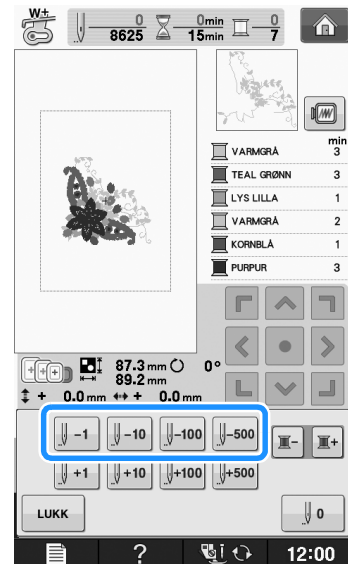 W+
0
8625
0min
15min
0
7
min
VARMGRÅ 3
TEAL GRØNN 3
LYS LILLA 1
VARMGRÅ 2
KORNBLÅ 1
PURPUR 3
87.3 mm 0°
89.2 mm
+ 0.0 mm + 0.0 mm
-1 -10 -100 -500 - +
+1 +10 +100 +500
LUKK 0
? 12:00